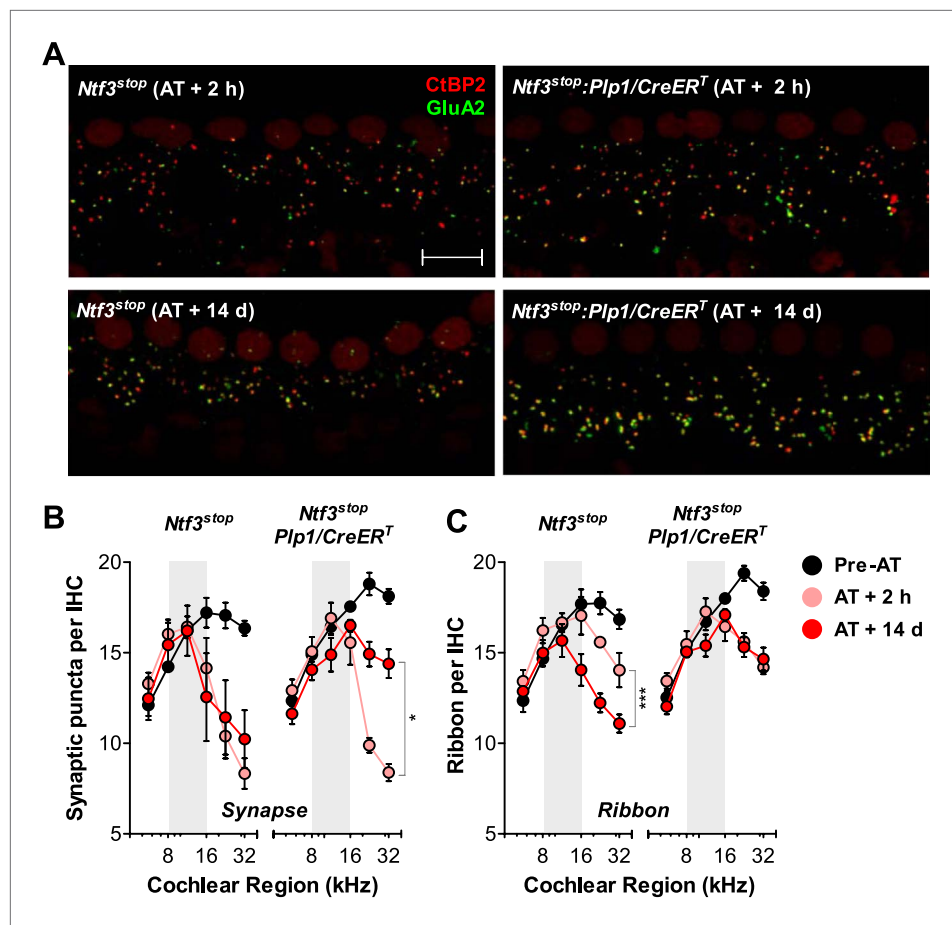 A
Ntf3stop (AT + 2 h)
CtBP2
GluA2
Ntf3stop:Plp1/CreERT (AT + 2 h)
Ntf3stop (AT + 14 d)
Ntf3stop:Plp1/CreERT (AT + 14 d)
B
Ntf3stop
Ntf3stop
Plp1/CreERT
Synaptic puncta per IHC
20
15
10
5
*
Synapse
8
16
32
8
16
32
Cochlear Region (kHz)
C
Ntf3stop
Ntf3stop
Plp1/CreERT
Ribbon per IHC
20
15
10
5
***
Ribbon
8
16
32
8
16
32
Cochlear Region (kHz)
Pre-AT
AT + 2 h
AT + 14 d